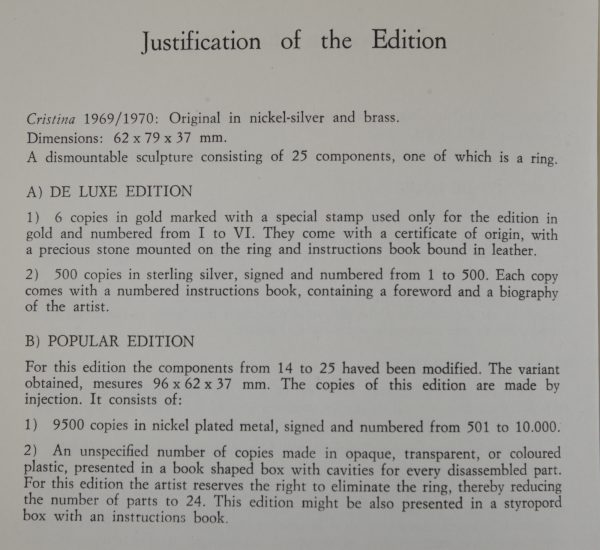 Justification of the Edition
Cristina 1969/1970: Original in nickel-silver and brass.
Dimensions: 62 x 79 x 37 mm.
A dismountable sculpture consisting of 25 components, one of which is a ring.
A) DE LUXE EDITION
1) 6 copies in gold marked with a special stamp used only for the edition in
gold and numbered from I to VI. They come with a certificate of origin, with
a precious stone mounted on the ring and instructions book bound in leather.
2) 500 copies in sterling silver, signed and numbered from 1 to 500. Each copy
comes with a numbered instructions book, containing a foreword and a biography
of the artist.
B) POPULAR EDITION
For this edition the components from 14 to 25 haved been modified. The variant
obtained, mesures 96 x 62 x 37 mm. The copies of this edition are made by
injection. It consists of:
1) 9500 copies in nickel plated metal, signed and numbered from 501 to 10.000.
2) An unspecified number of copies made in opaque, transparent, or coloured
plastic, presented in a book shaped box with cavities for every disassembled part.
For this edition the artist reserves the right to eliminate the ring, thereby reducing
the number of parts to 24. This edition might be also presented in a styropord
box with an instructions book.